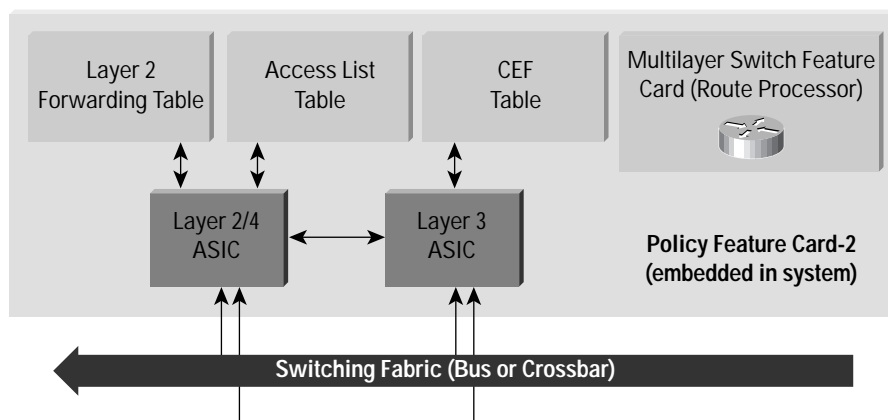 Layer 2
Forwarding Table
Access List
Table
CEF
Table
Multilayer Switch Feature
Card (Route Processor)
Layer 2/4
ASIC
Layer 3
ASIC
Policy Feature Card-2
(embedded in system)
Switching Fabric (Bus or Crossbar)